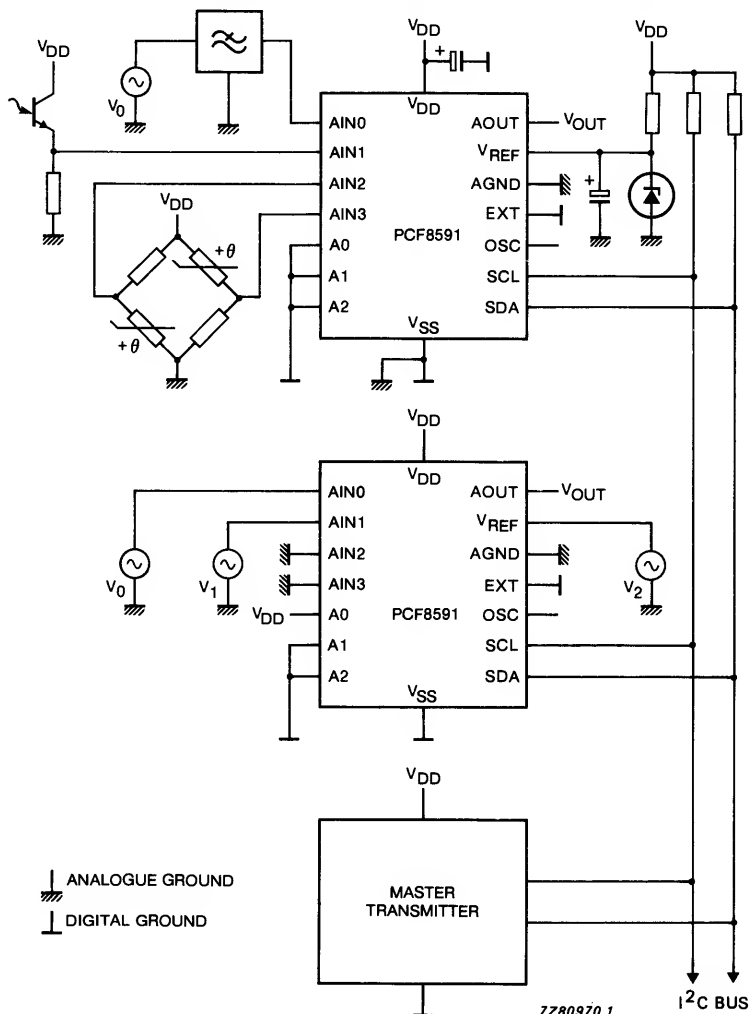 VDD
V0
VDD
VDD
VDD
AIN0
AIN1
AIN2
AIN3
A0
A1
A2
PCF8591
AOUT
VREF
AGND
EXT
OSC
SCL
SDA
VSS
VOUT
+
+
VDD
+θ
+θ
VDD
VDD
AIN0
AIN1
AIN2
AIN3
A0
A1
A2
PCF8591
AOUT
VREF
AGND
EXT
OSC
SCL
SDA
VSS
VOUT
V0
V1
VDD
V2
VDD
MASTER
TRANSMITTER
ANALOGUE GROUND
DIGITAL GROUND
7Z80970.1
I²C BUS